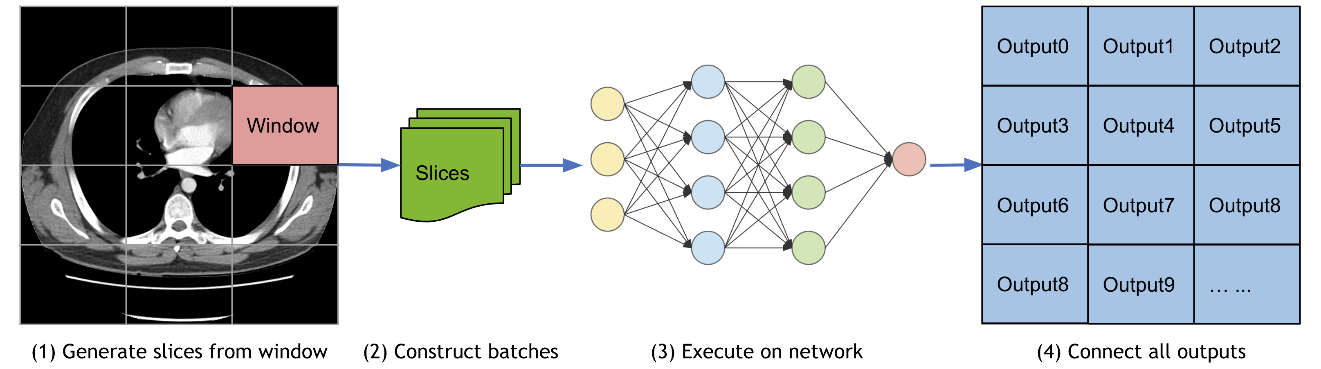 Window
Slices
Output0 Output1 Output2
Output3 Output4 Output5
Output6 Output7 Output8
Output8 Output9 ... ...
(1) Generate slices from window
(2) Construct batches
(3) Execute on network
(4) Connect all outputs